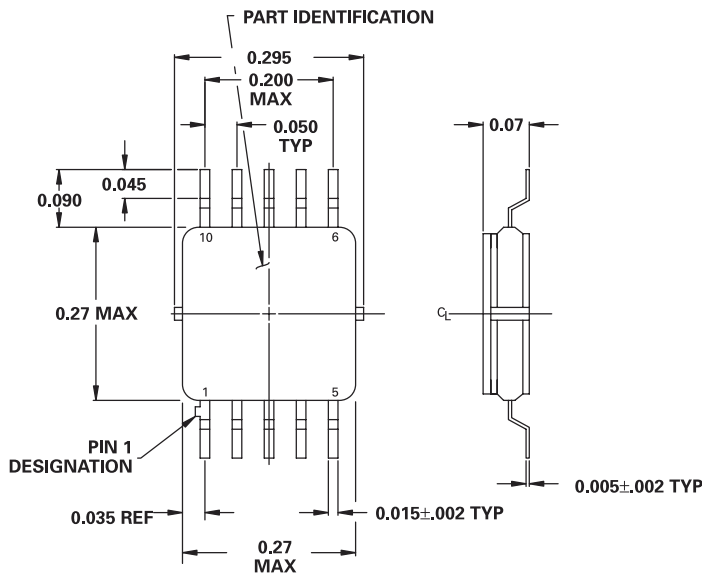 PART IDENTIFICATION
0.295
0.200
MAX
0.07
0.050
TYP
0.045
0.090
10
6
0.27 MAX
CL
1
5
PIN 1
DESIGNATION
0.005±.002 TYP
0.035 REF
0.015±.002 TYP
0.27
MAX